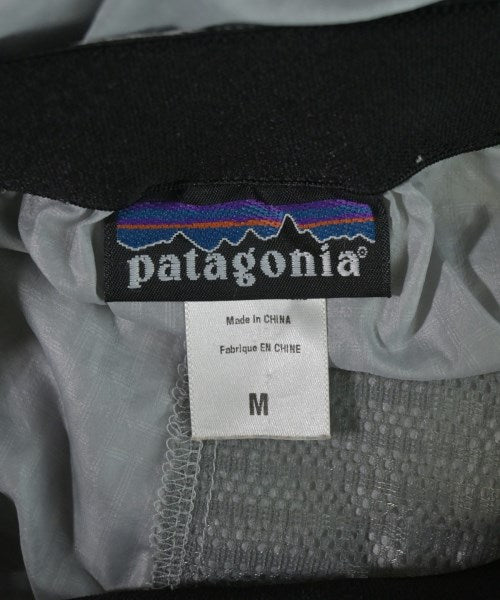 patagonia®
Made in CHINA
Fabrique EN CHINE
M